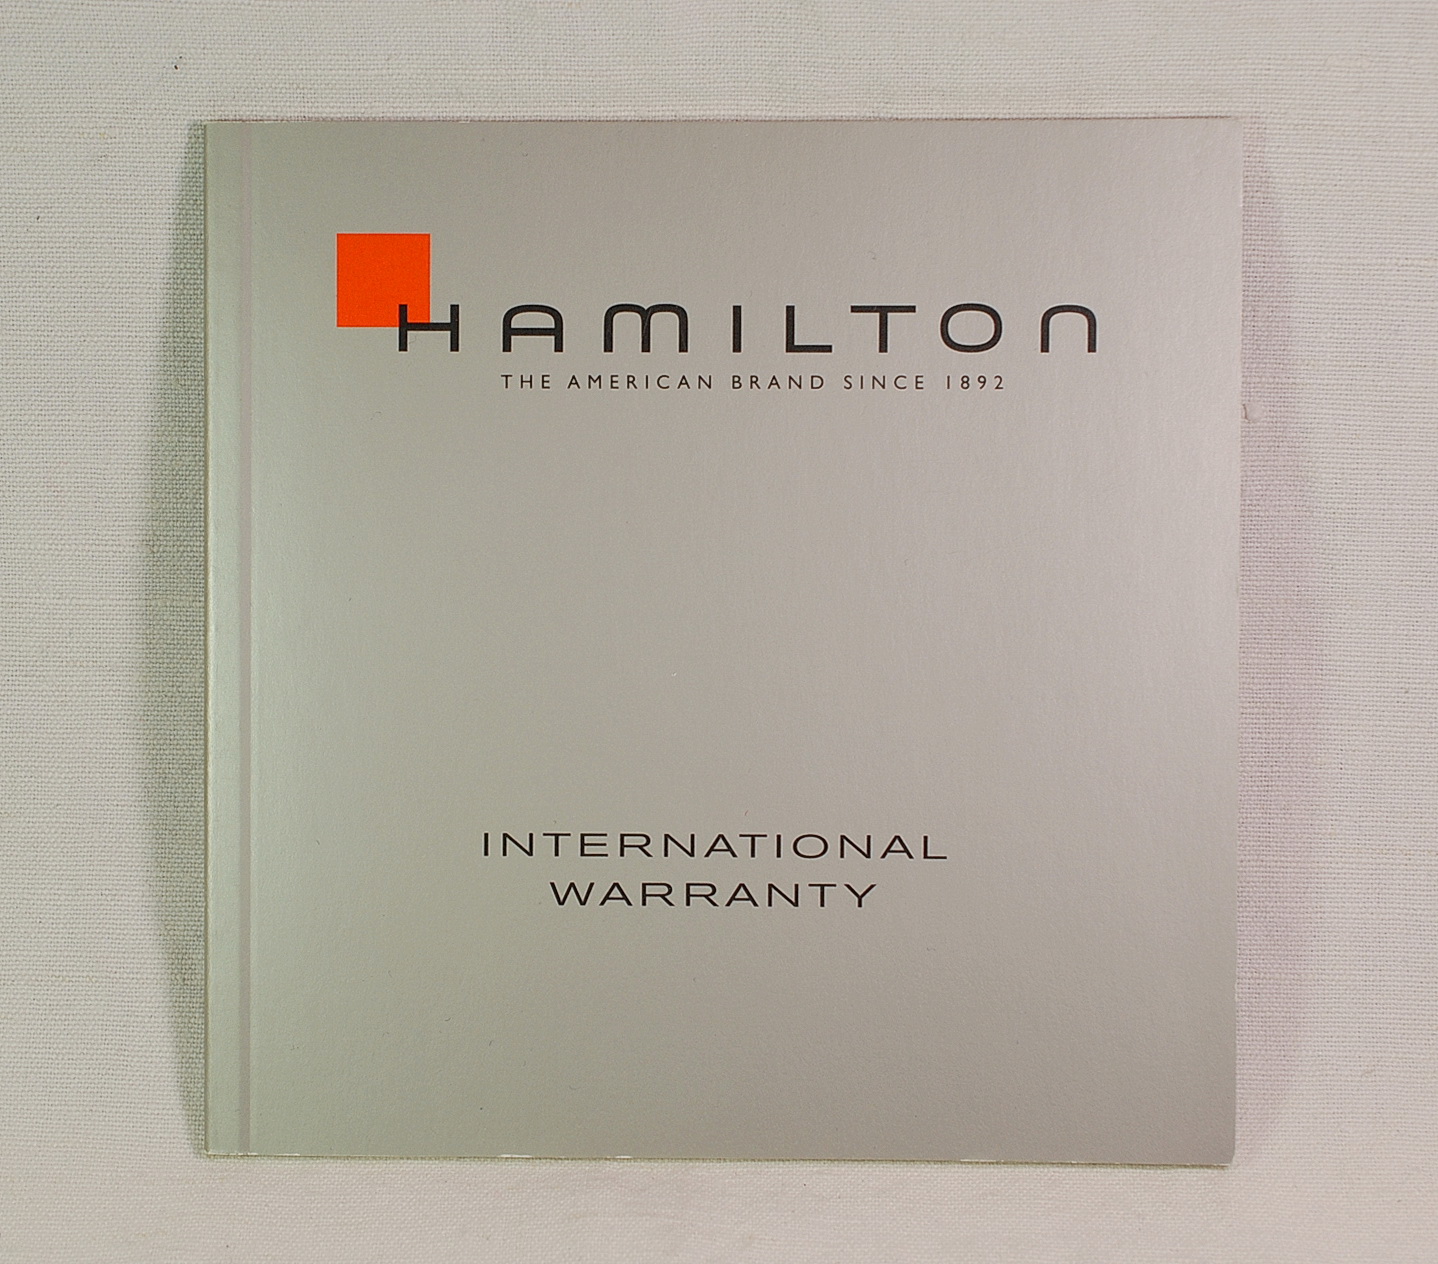 HAMILTON
THE AMERICAN BRAND SINCE 1892
INTERNATIONAL
WARRANTY